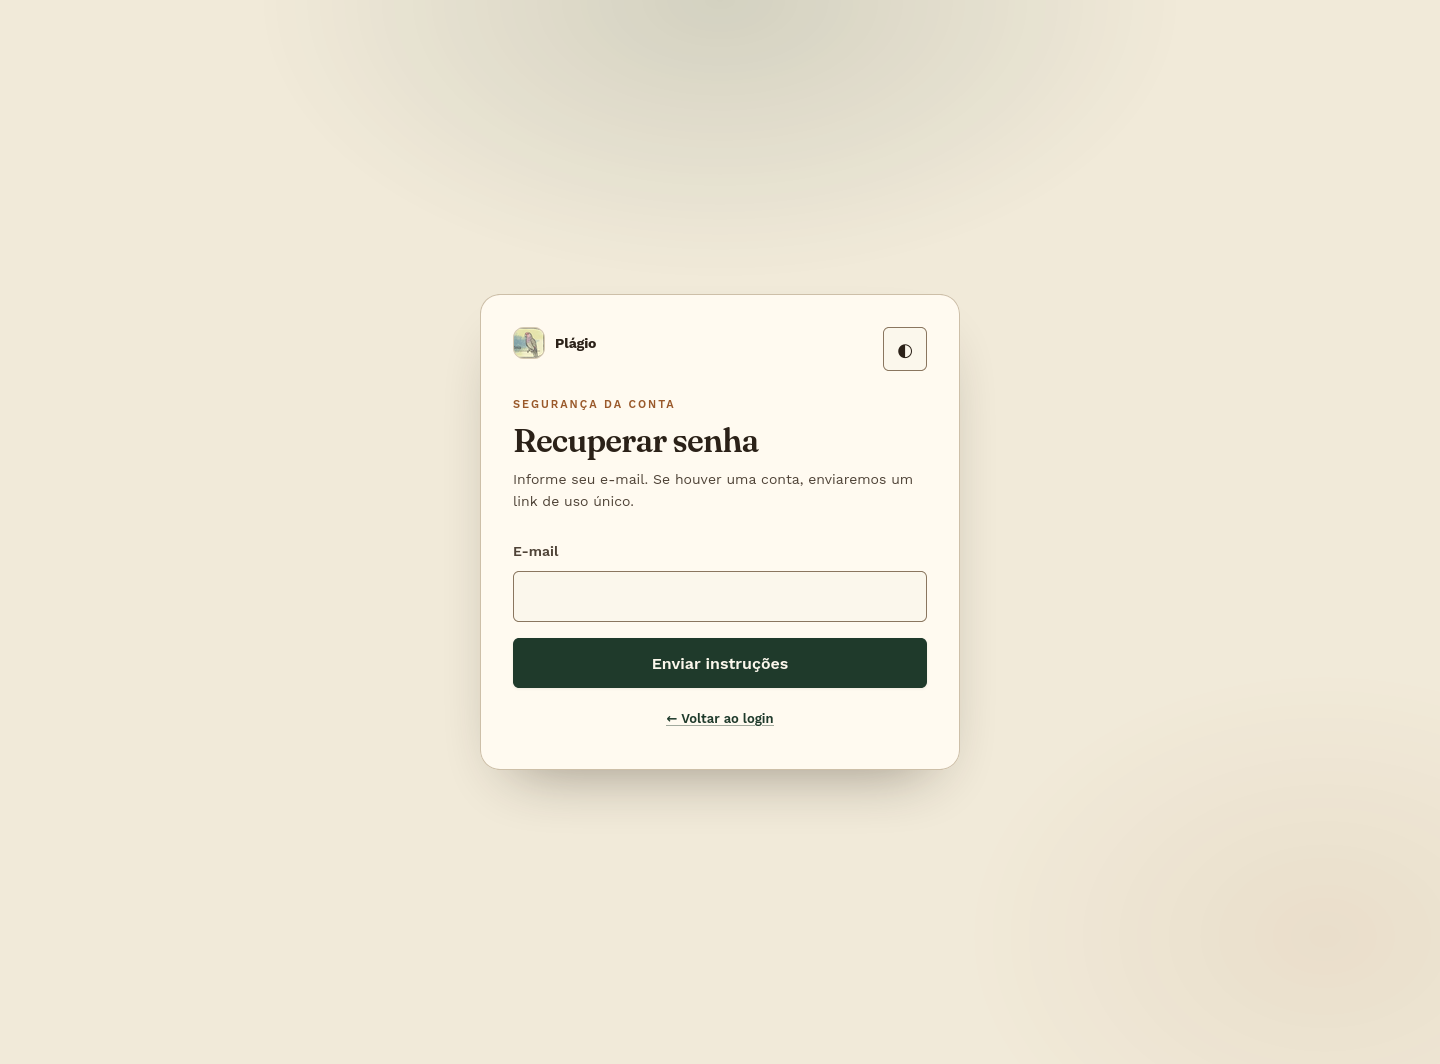 Plágio
SEGURANÇA DA CONTA
Recuperar senha
Informe seu e-mail. Se houver uma conta, enviaremos um
link de uso único.
E-mail
Enviar instruções
← Voltar ao login